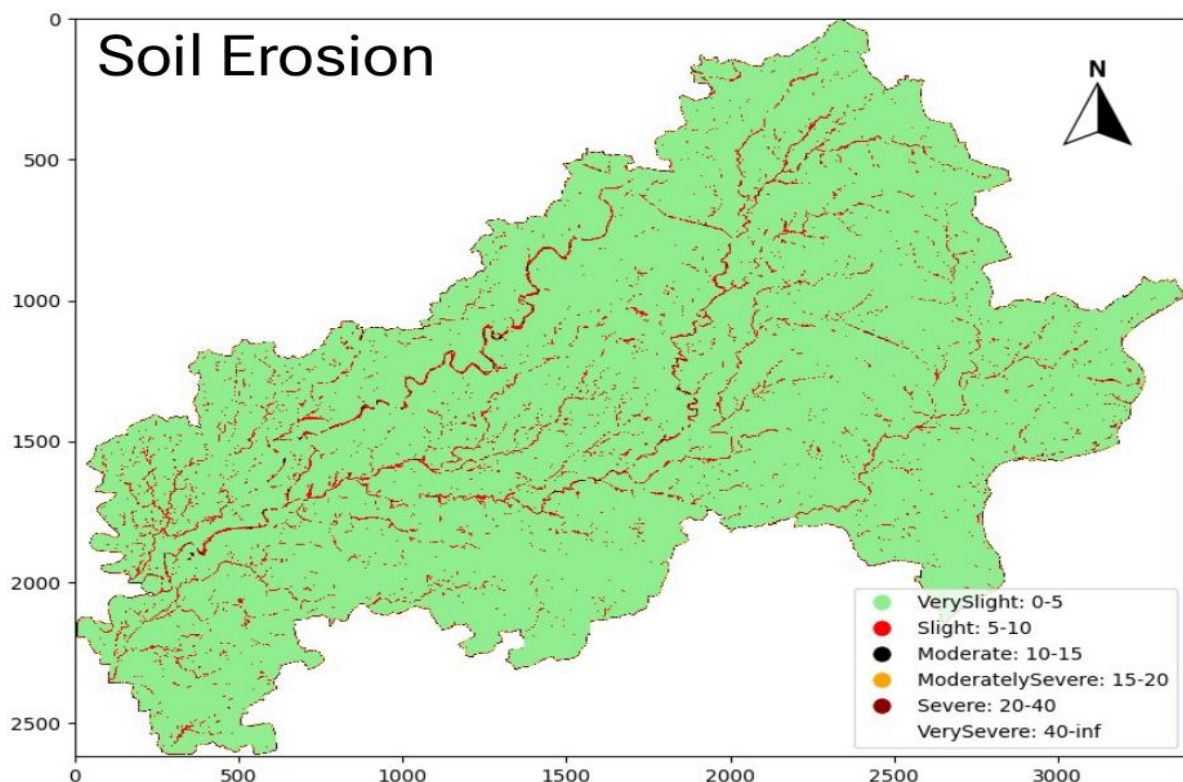 Soil Erosion
N
0
500
1000
1500
2000
2500
VerySlight: 0-5
Slight: 5-10
Moderate: 10-15
ModeratelySevere: 15-20
Severe: 20-40
VerySevere: 40-inf
0 500 1000 1500 2000 2500 3000